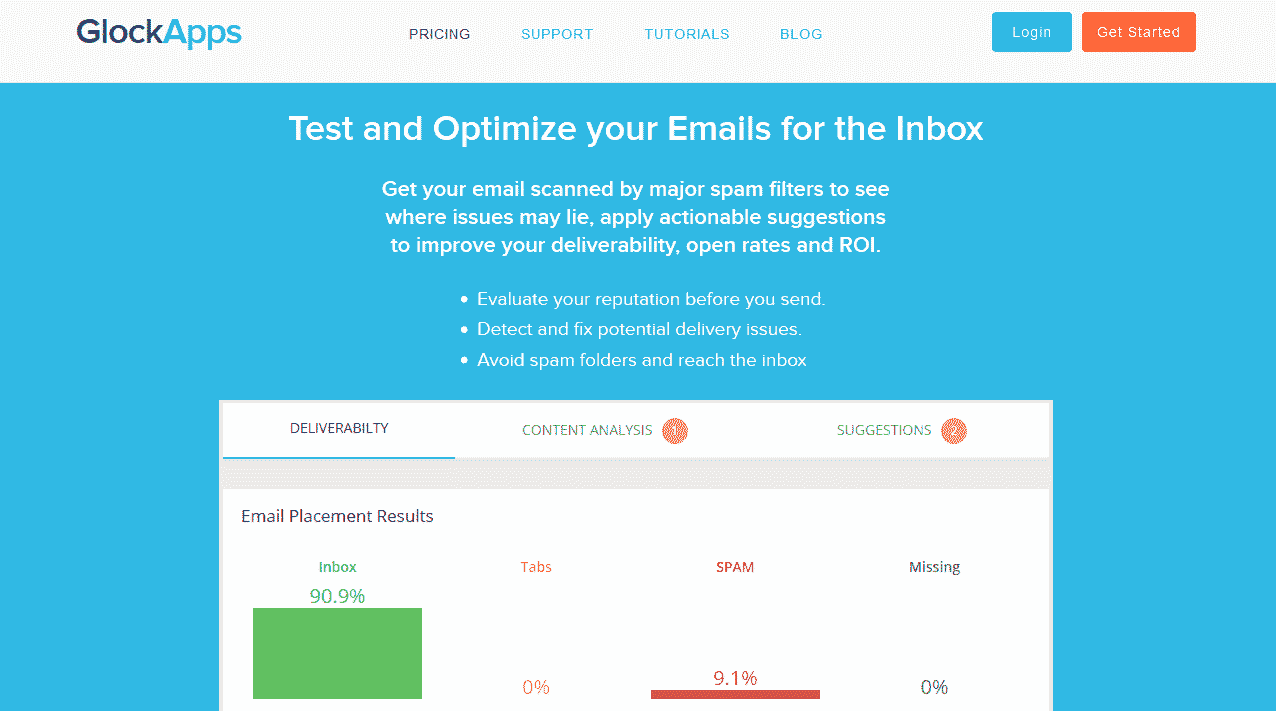 GlockApps
PRICING SUPPORT TUTORIALS BLOG Login Get Started
Test and Optimize your Emails for the Inbox
Get your email scanned by major spam filters to see
where issues may lie, apply actionable suggestions
to improve your deliverability, open rates and ROI.
Evaluate your reputation before you send.
Detect and fix potential delivery issues.
Avoid spam folders and reach the inbox
DELIVERABILTY CONTENT ANALYSIS 1 SUGGESTIONS 2
Email Placement Results
Inbox Tabs SPAM Missing
90.9% 0% 9.1% 0%